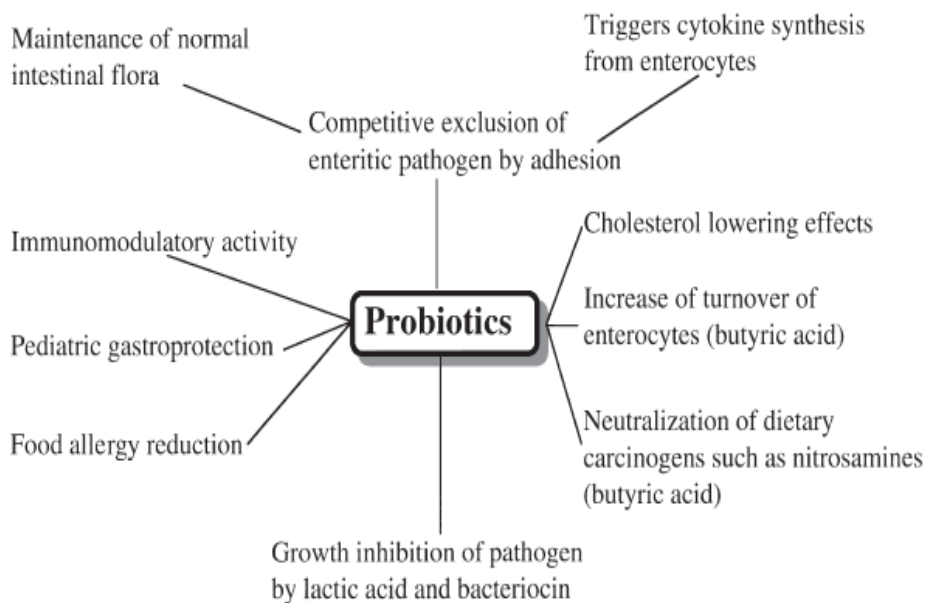 Maintenance of normal
intestinal flora
Triggers cytokine synthesis
from enterocytes
Competitive exclusion of
enteritic pathogen by adhesion
Immunomodulatory activity
Pediatric gastroprotection
Food allergy reduction
Probiotics
Cholesterol lowering effects
Increase of turnover of
enterocytes (butyric acid)
Neutralization of dietary
carcinogens such as nitrosamines
(butyric acid)
Growth inhibition of pathogen
by lactic acid and bacteriocin